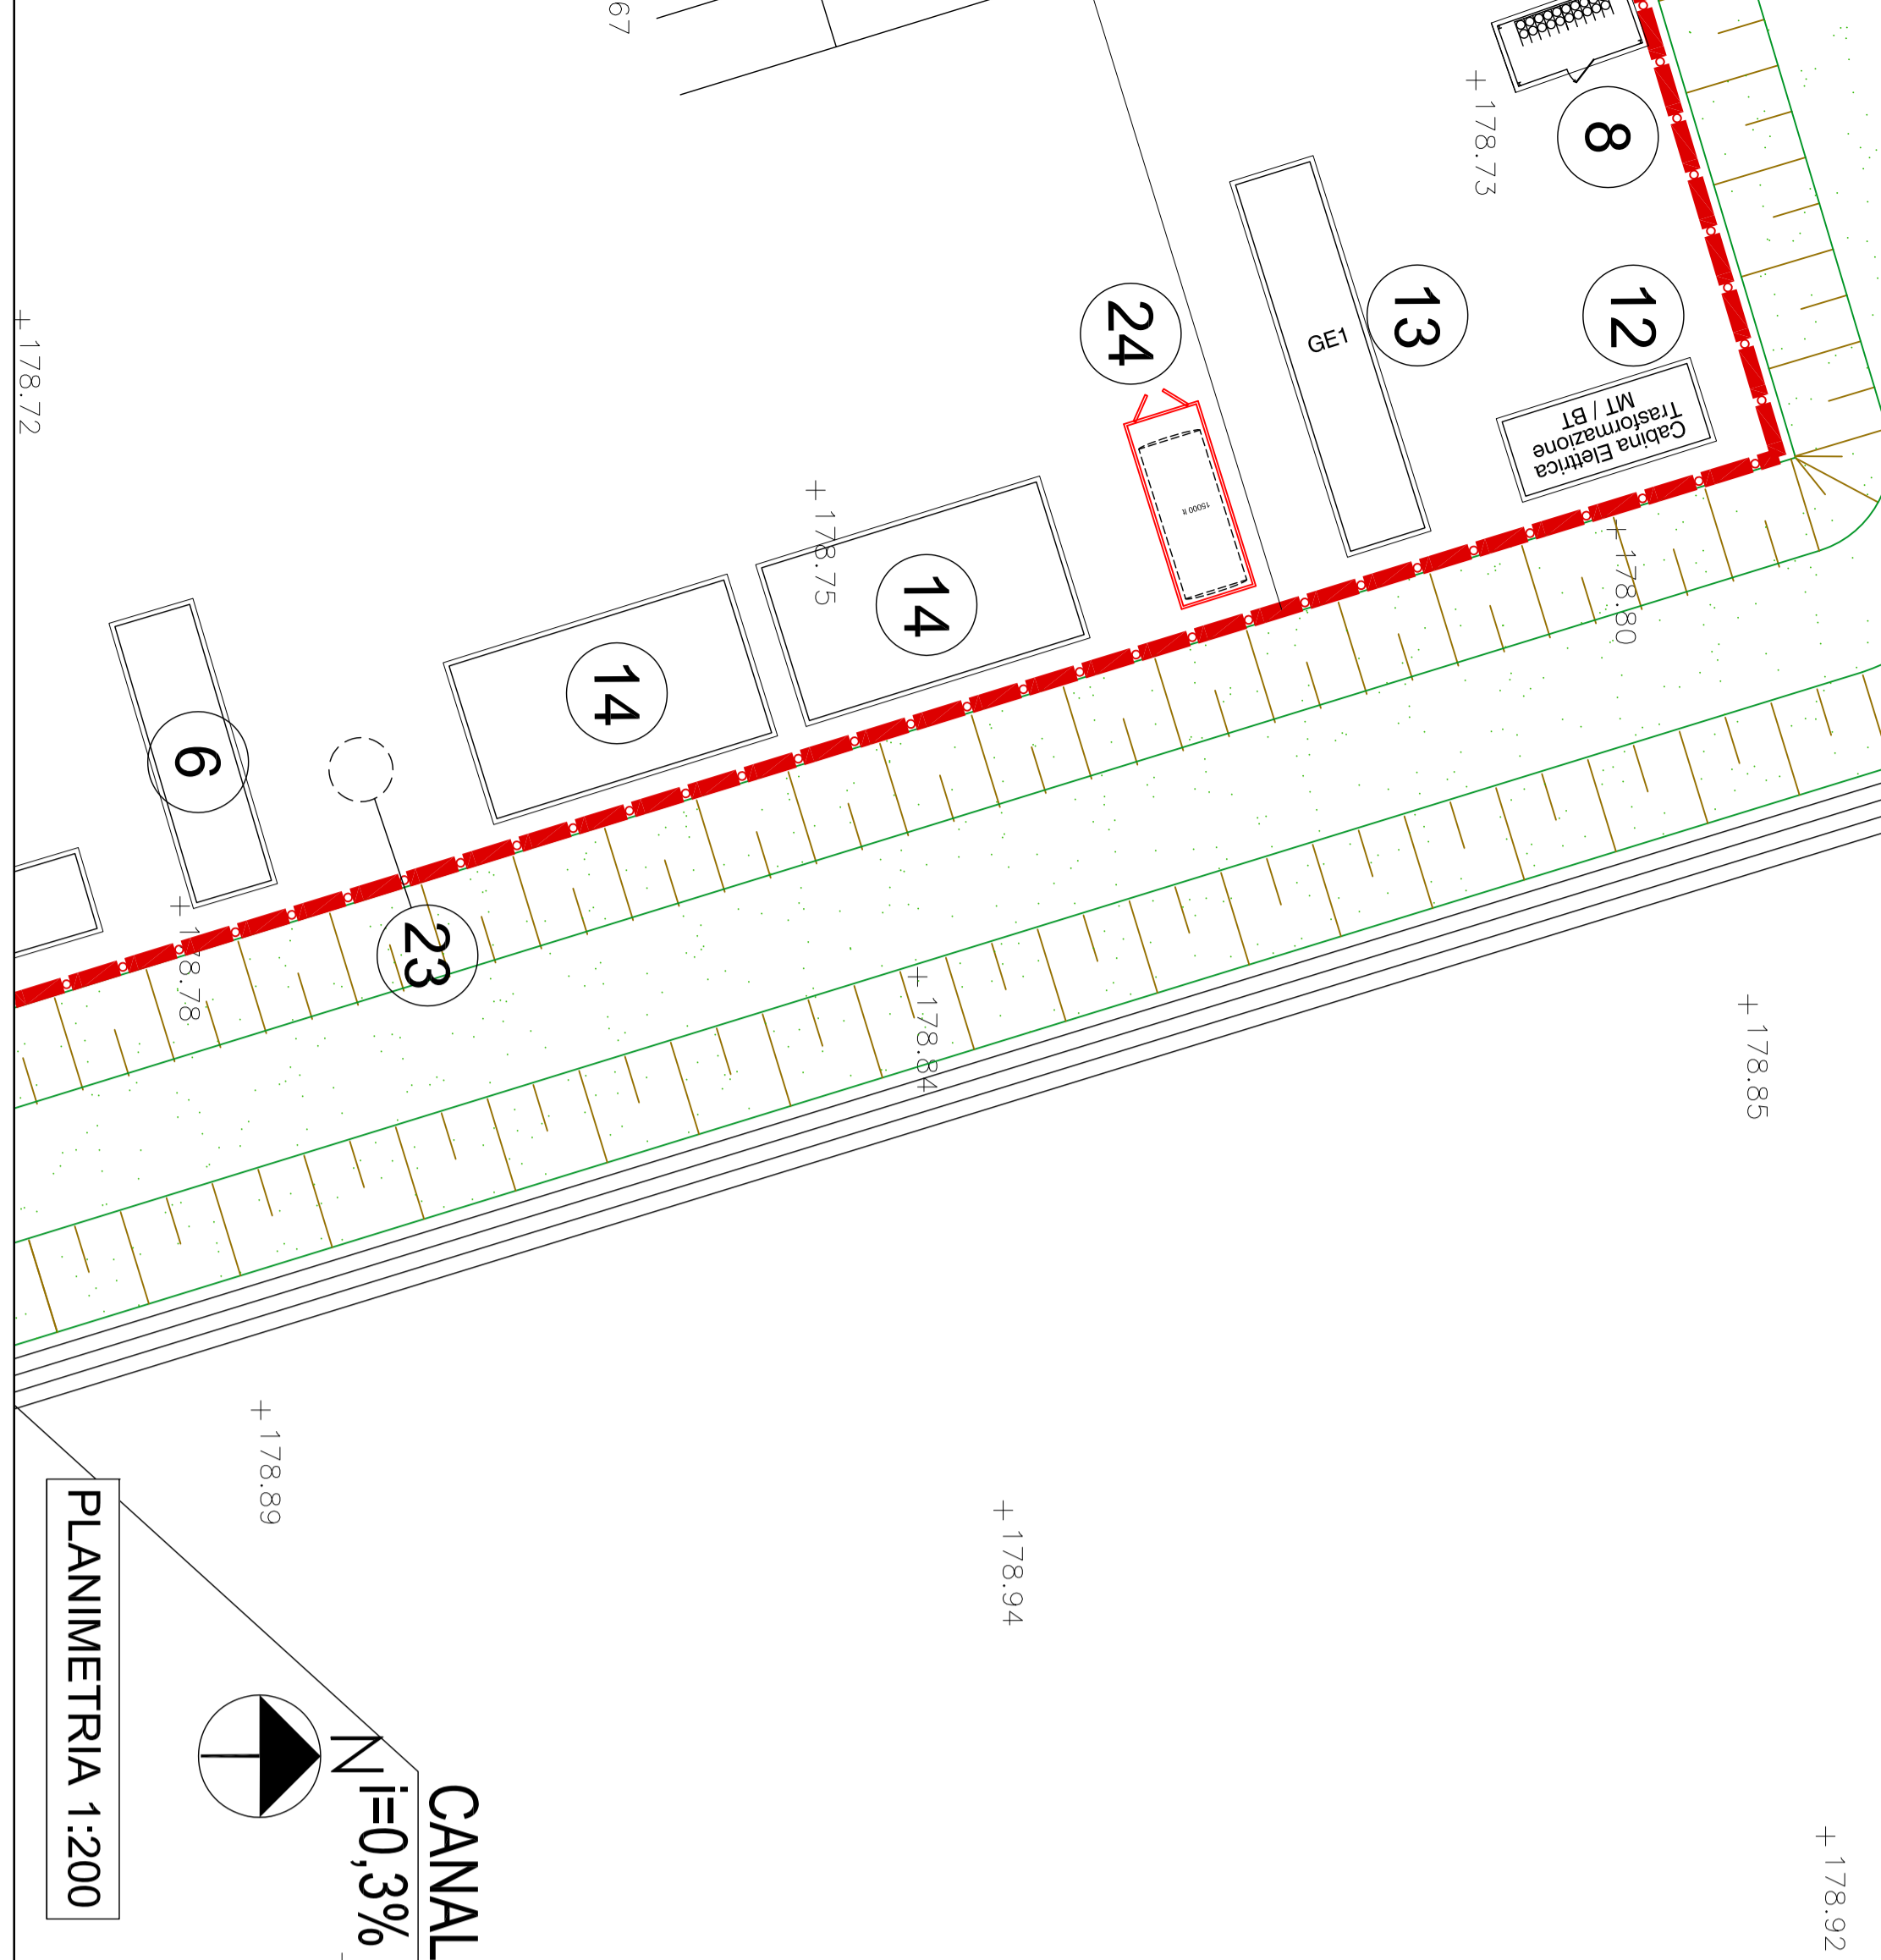 67
8
+178.73
13
12
24
GE1
Cabina Elettrica
Trasformazione
MT / BT
15000 lt
+178.72
+178.75
+178.80
14
14
6
23
+178.78
+178.84
+178.85
+178.89
+178.94
+178.92
PLANIMETRIA 1:200
N
CANAL
i=0,3%